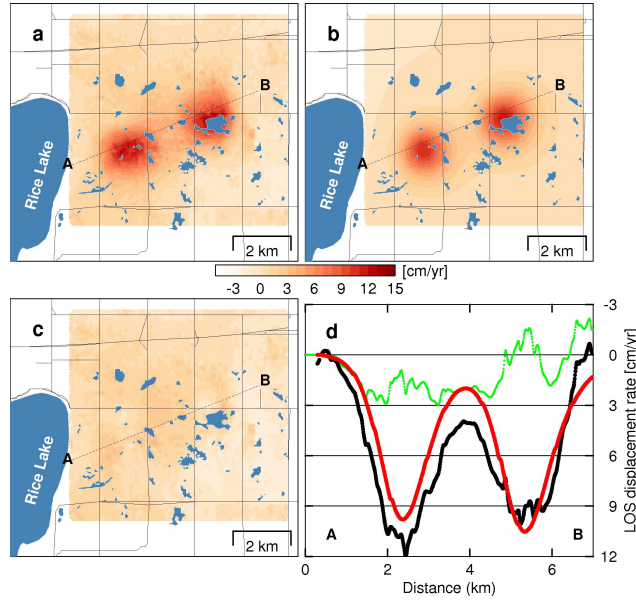 a
B
A
Rice Lake
2 km
b
B
A
Rice Lake
2 km
[cm/yr]
-3 0 3 6 9 12 15
c
B
A
Rice Lake
2 km
d
-3
0
3
6
9
12
LOS displacement rate [cm/yr]
A
B
0 2 4 6
Distance (km)